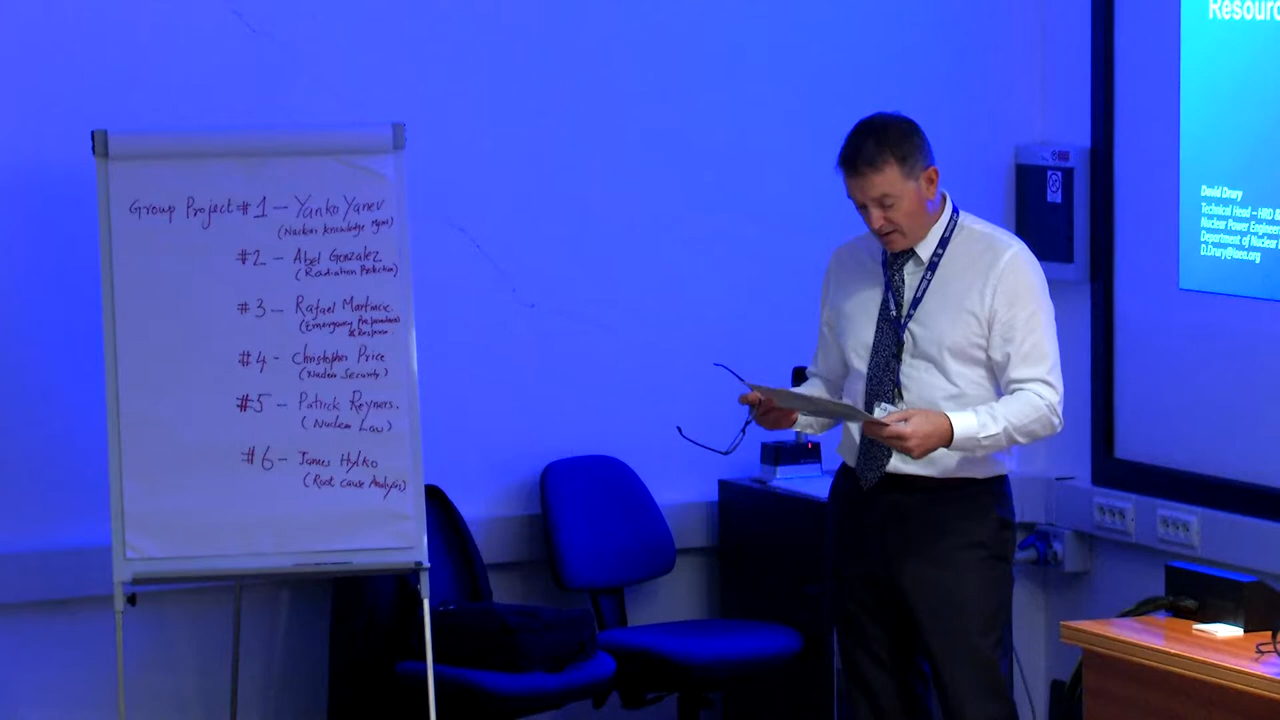 Group Project #1 – Yanko Yanev
(Nuclear Knowledge Mgmt)
#2 – Abel Gonzalez
(Radiation Protection)
#3 – Rafael Martincic.
(Emergency Preparedness
& Response.
#4 – Christopher Price
(Nuclear Security)
#5 – Patrick Reyners.
(Nuclear Law)
#6 – James Hylko
(Root cause Analysis)
Resourc
David Drury
Technical Head – HRD &
Nuclear Power Engineer
Department of Nuclear
D.Drury@iaea.org